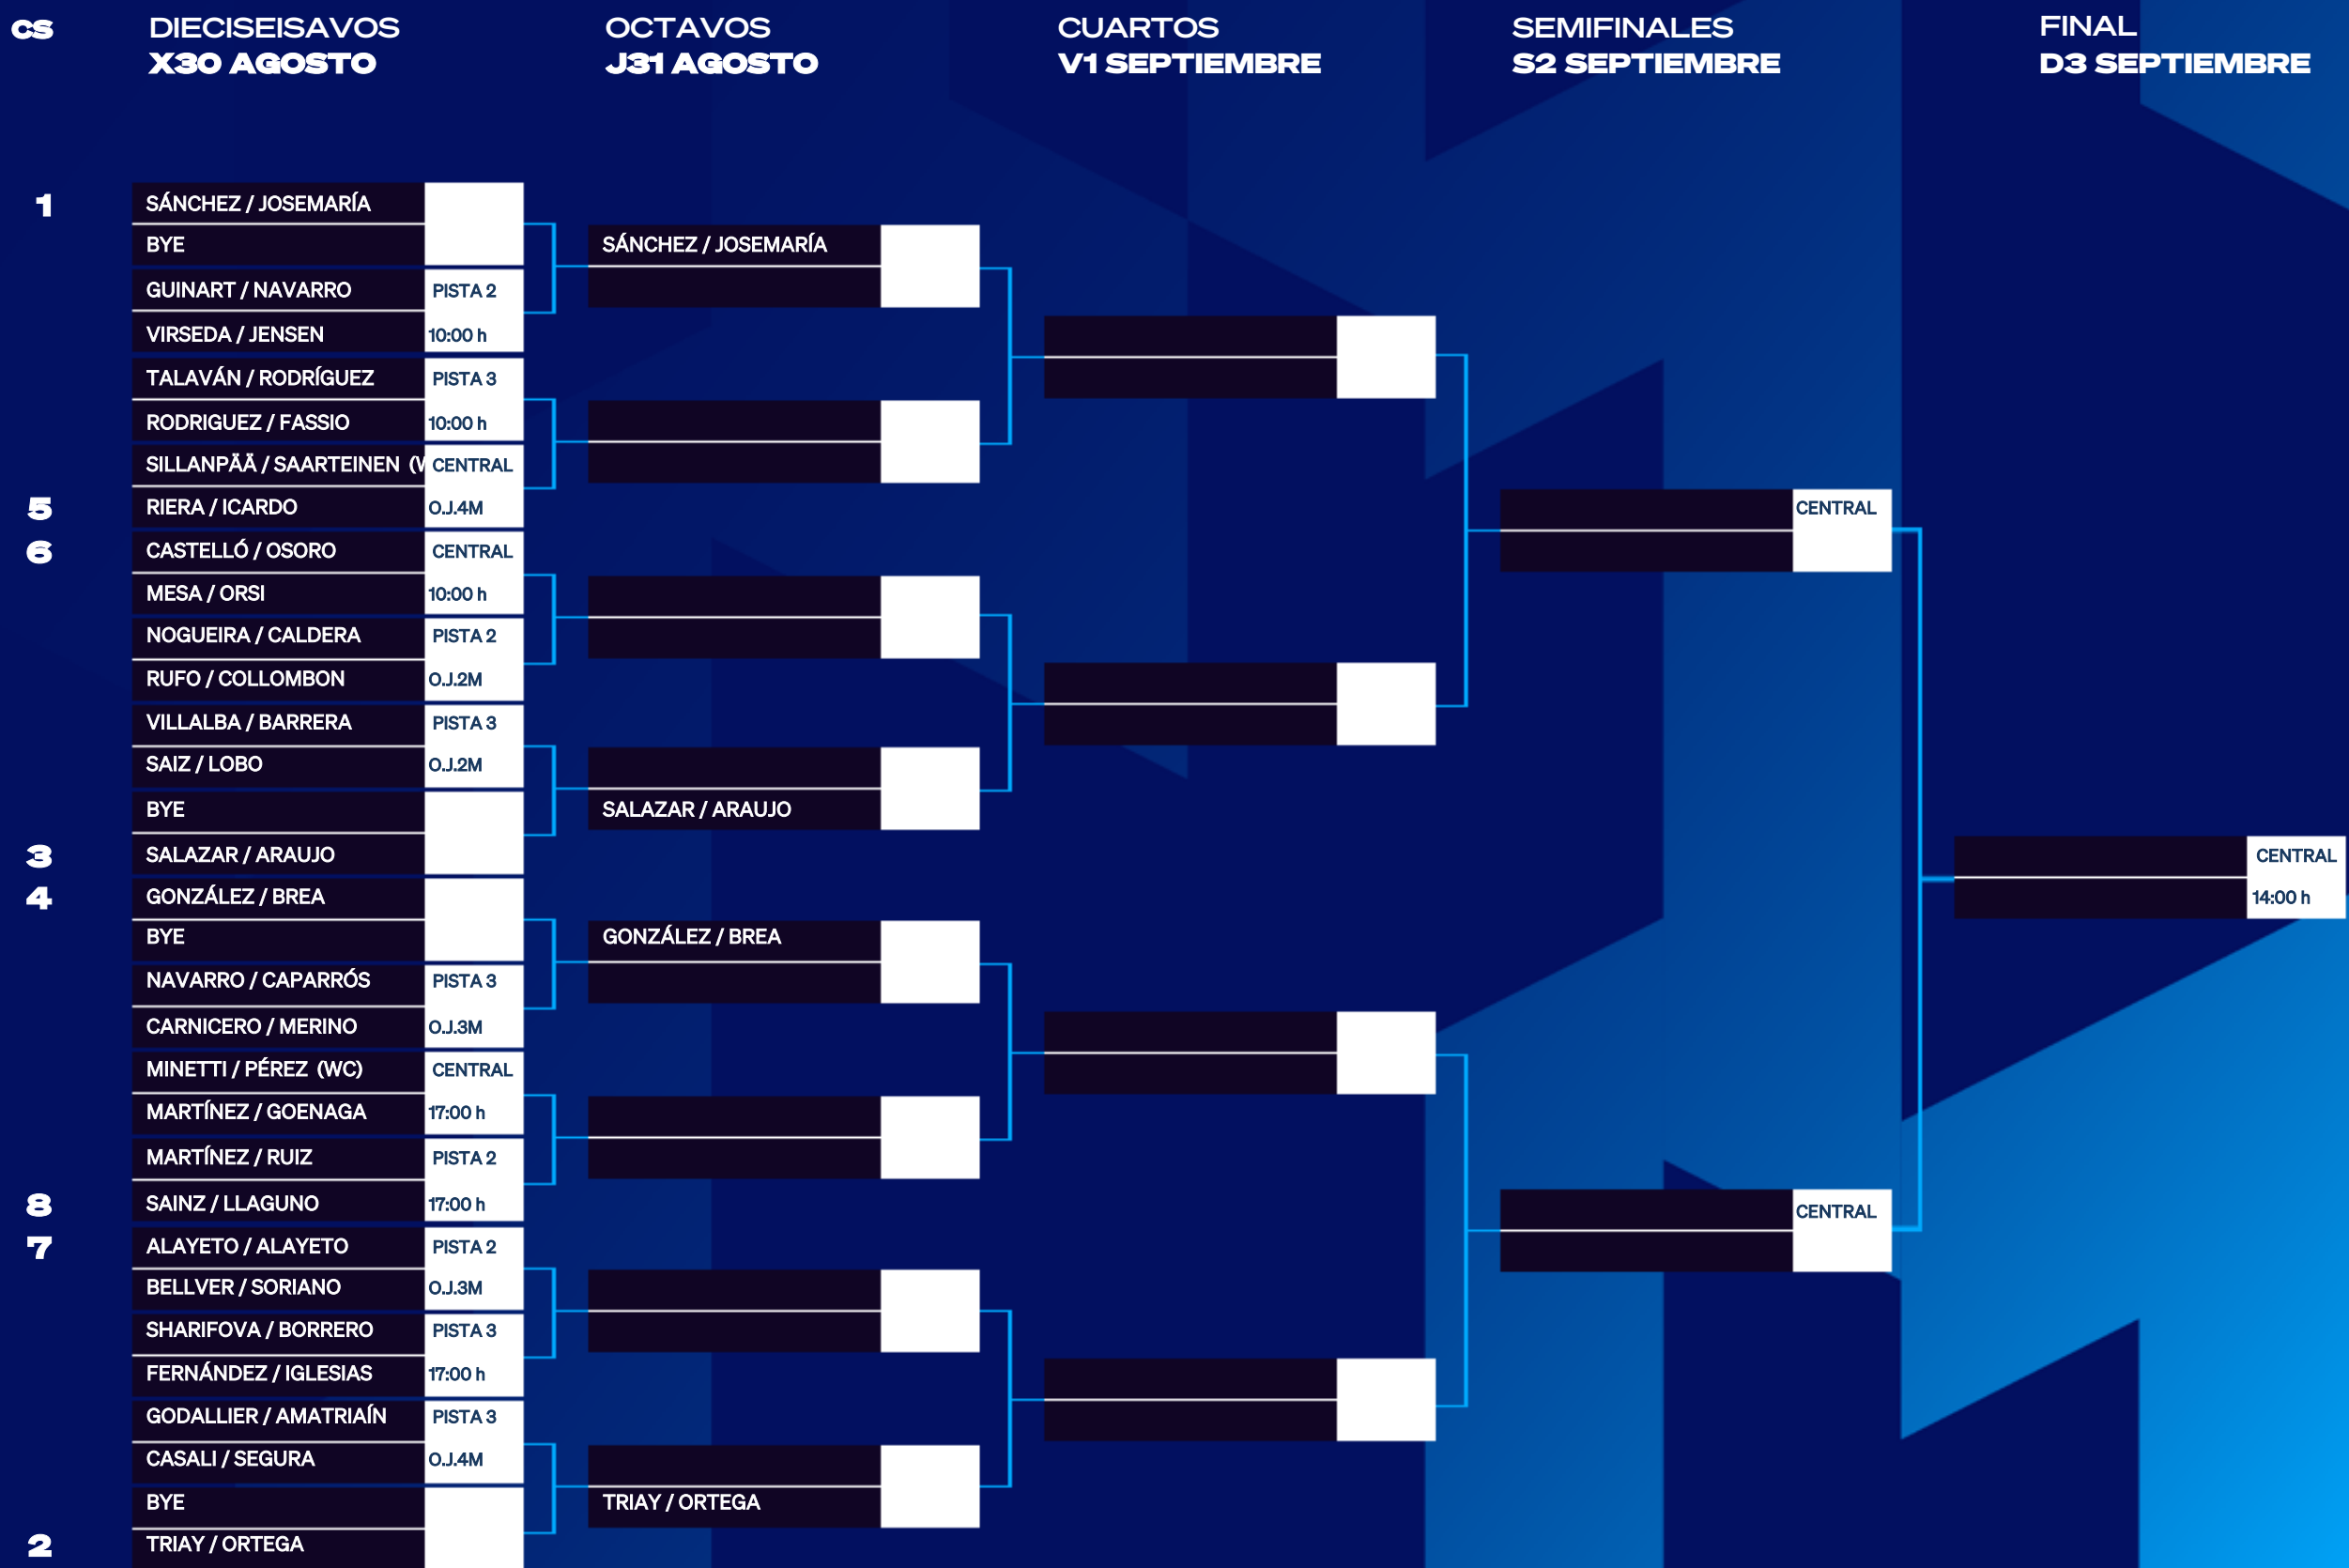 CS
DIECISEISAVOS
X30 AGOSTO
OCTAVOS
J31 AGOSTO
CUARTOS
V1 SEPTIEMBRE
SEMIFINALES
S2 SEPTIEMBRE
FINAL
D3 SEPTIEMBRE
1
SÁNCHEZ / JOSEMARÍA
BYE
GUINART / NAVARRO
PISTA 2
VIRSEDA / JENSEN
10:00 h
TALAVÁN / RODRÍGUEZ
PISTA 3
RODRIGUEZ / FASSIO
10:00 h
SILLANPÄÄ / SAARTEINEN
CENTRAL
5
RIERA / ICARDO
O.J.4M
6
CASTELLÓ / OSORO
CENTRAL
MESA / ORSI
10:00 h
NOGUEIRA / CALDERA
PISTA 2
RUFO / COLLOMBON
O.J.2M
VILLALBA / BARRERA
PISTA 3
SAIZ / LOBO
O.J.2M
BYE
3
SALAZAR / ARAUJO
4
GONZÁLEZ / BREA
BYE
NAVARRO / CAPARRÓS
PISTA 3
CARNICERO / MERINO
O.J.3M
MINETTI / PÉREZ (WC)
CENTRAL
MARTÍNEZ / GOENAGA
17:00 h
MARTÍNEZ / RUIZ
PISTA 2
8
SAINZ / LLAGUNO
17:00 h
7
ALAYETO / ALAYETO
PISTA 2
BELLVER / SORIANO
O.J.3M
SHARIFOVA / BORRERO
PISTA 3
FERNÁNDEZ / IGLESIAS
17:00 h
GODALLIER / AMATRIAÍN
PISTA 3
CASALI / SEGURA
O.J.4M
BYE
2
TRIAY / ORTEGA
SÁNCHEZ / JOSEMARÍA
SALAZAR / ARAUJO
GONZÁLEZ / BREA
TRIAY / ORTEGA
CENTRAL
CENTRAL
CENTRAL
14:00 h